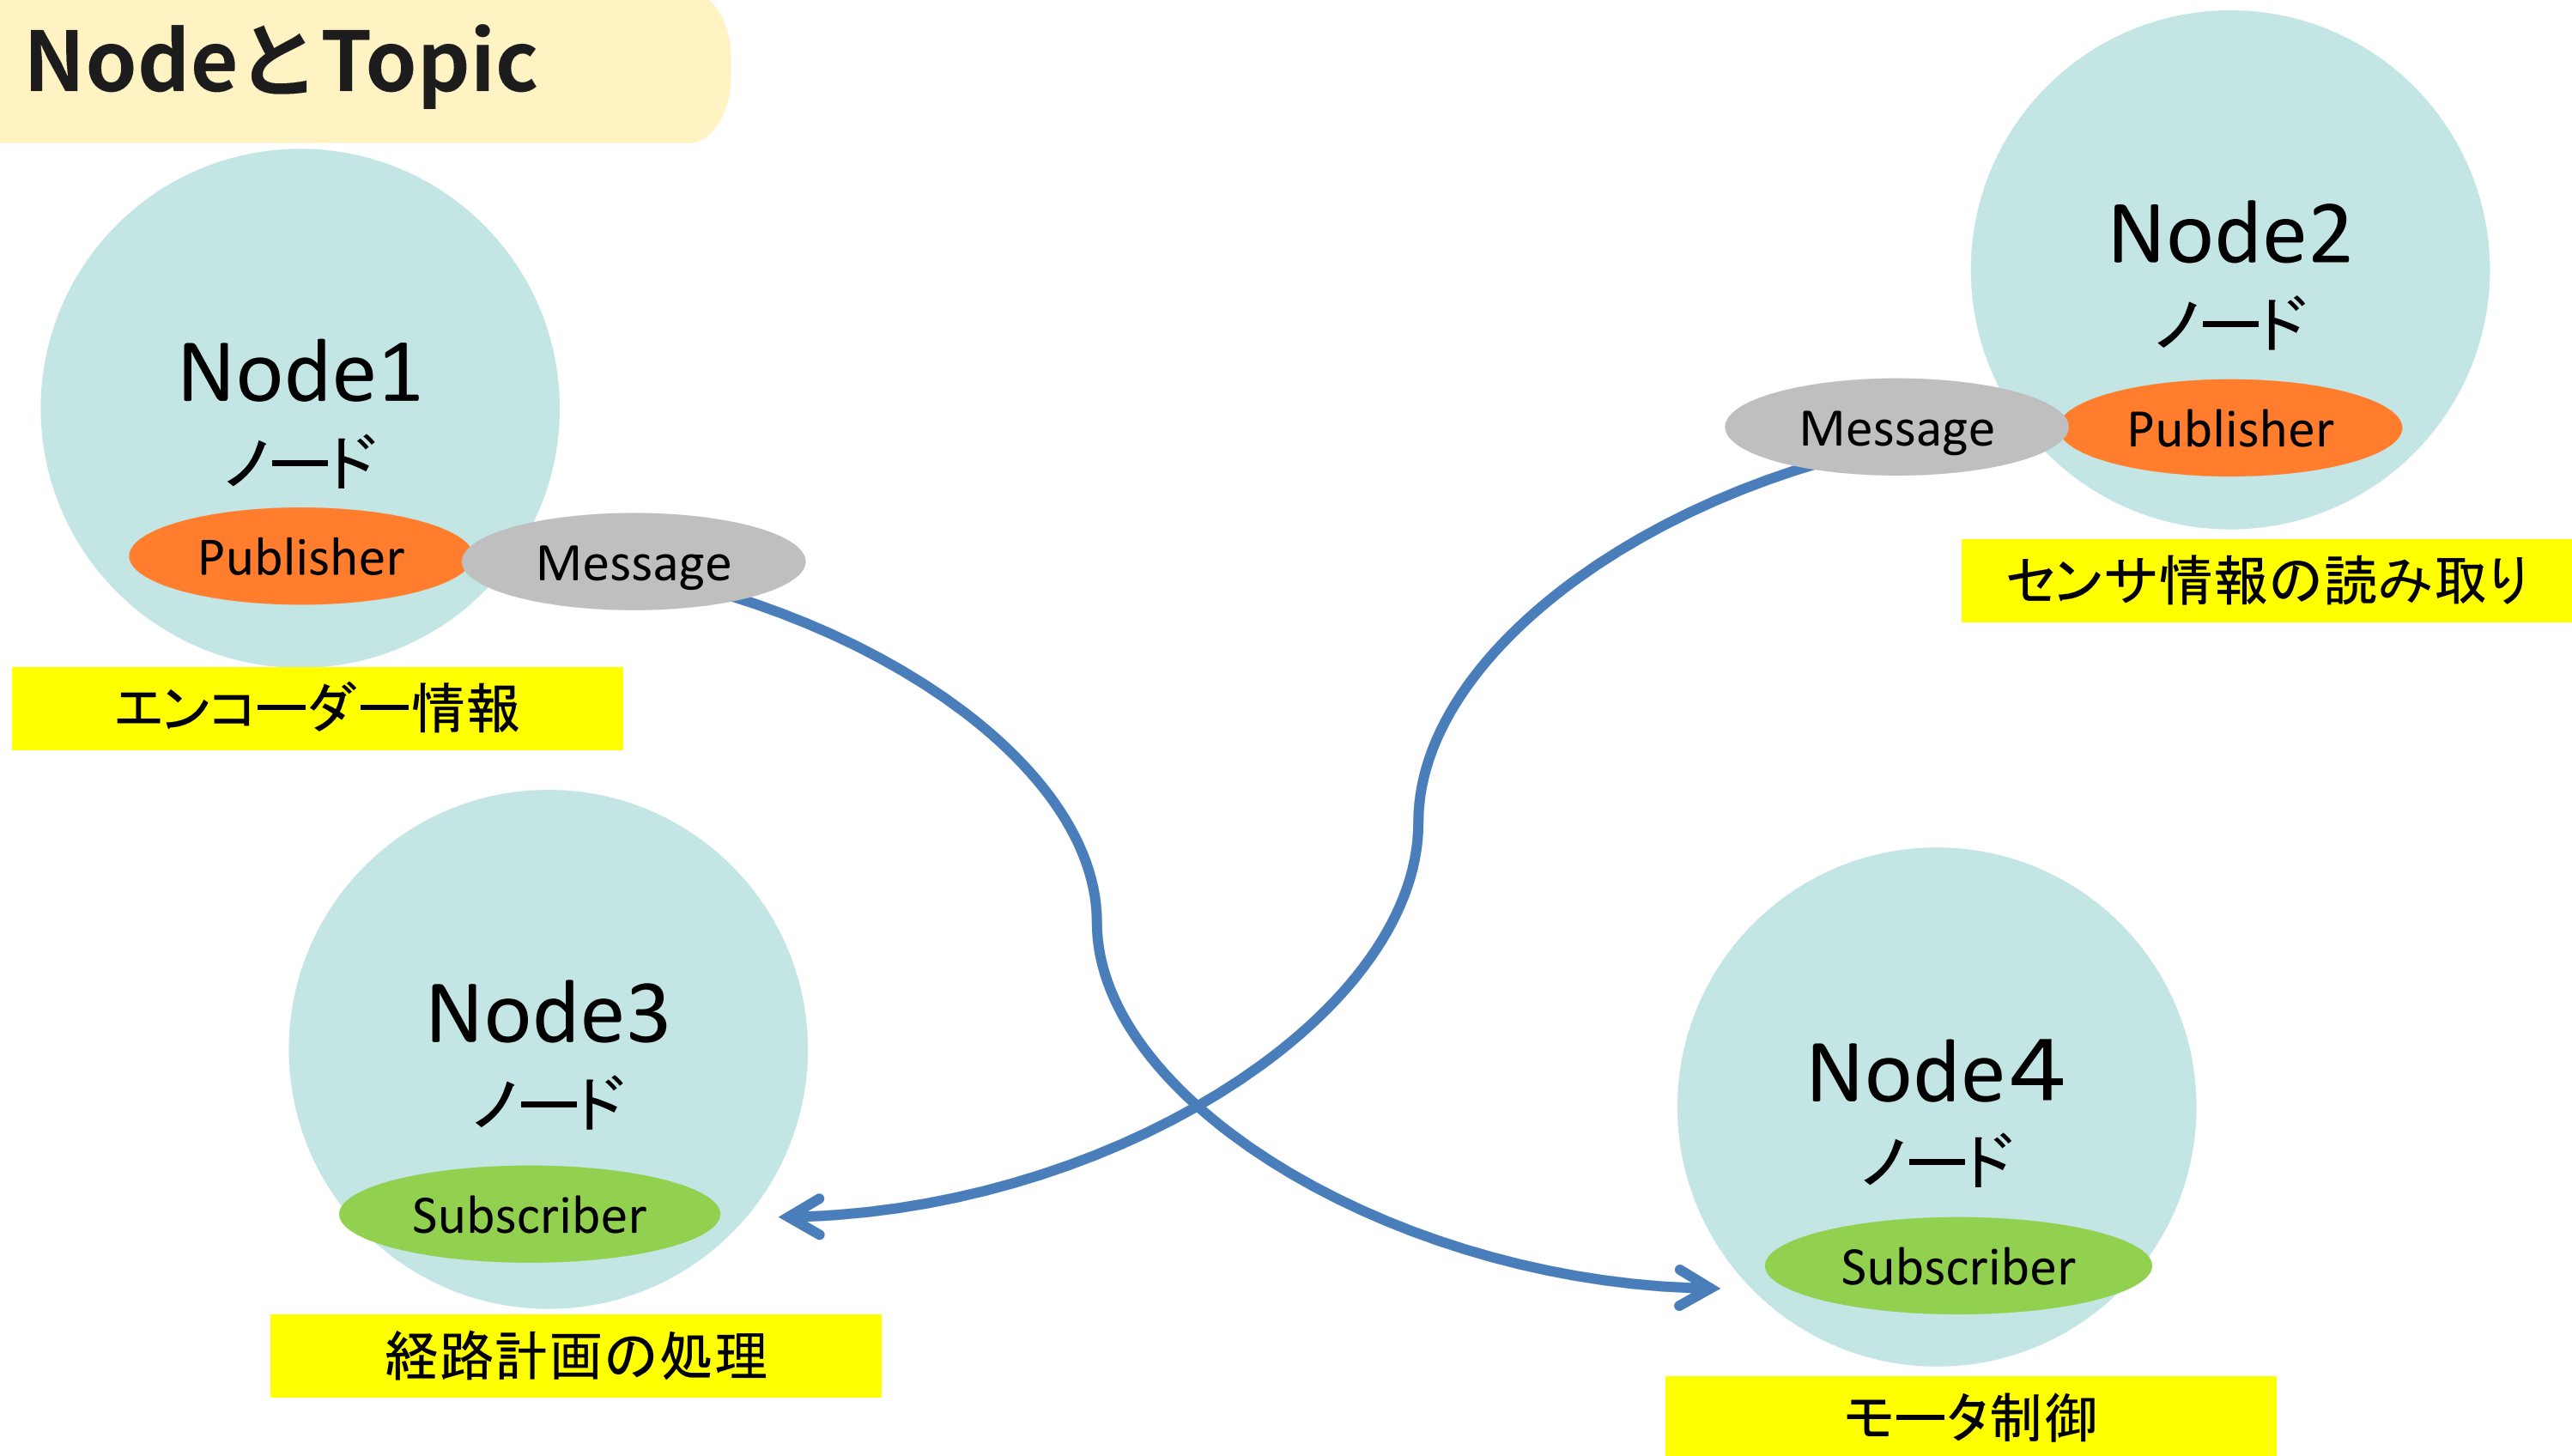 NodeとTopic
Node1
ノード
Publisher
Message
エンコーダー情報
Node2
ノード
Message
Publisher
センサ情報の読み取り
Node3
ノード
Subscriber
経路計画の処理
Node4
ノード
Subscriber
モータ制御